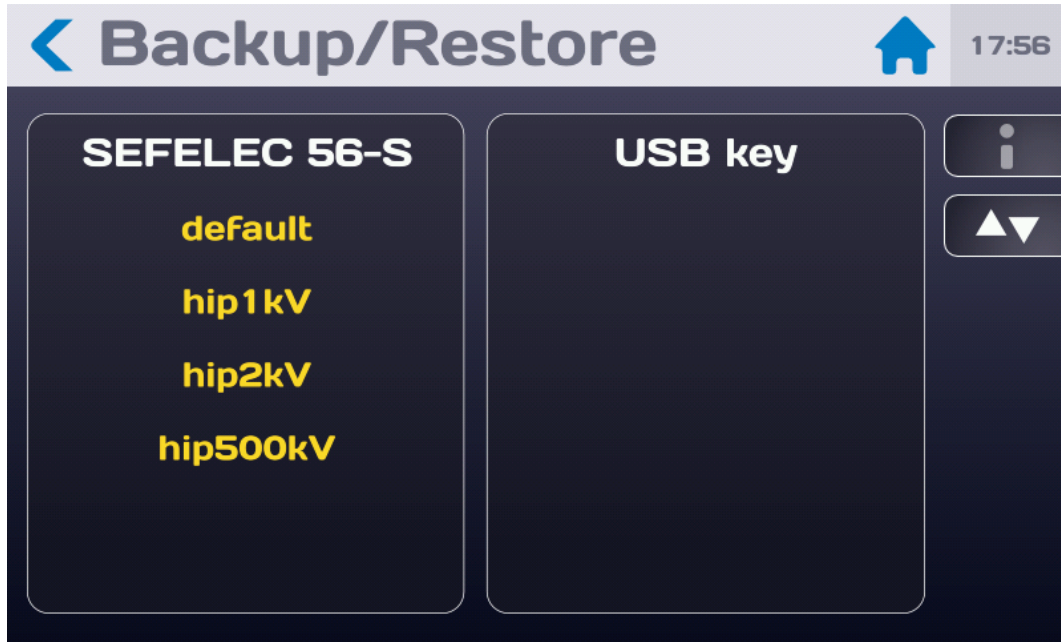 Backup/Restore
17:56
SEFELEC 56-S
default
hip1kV
hip2kV
hip500kV
USB key